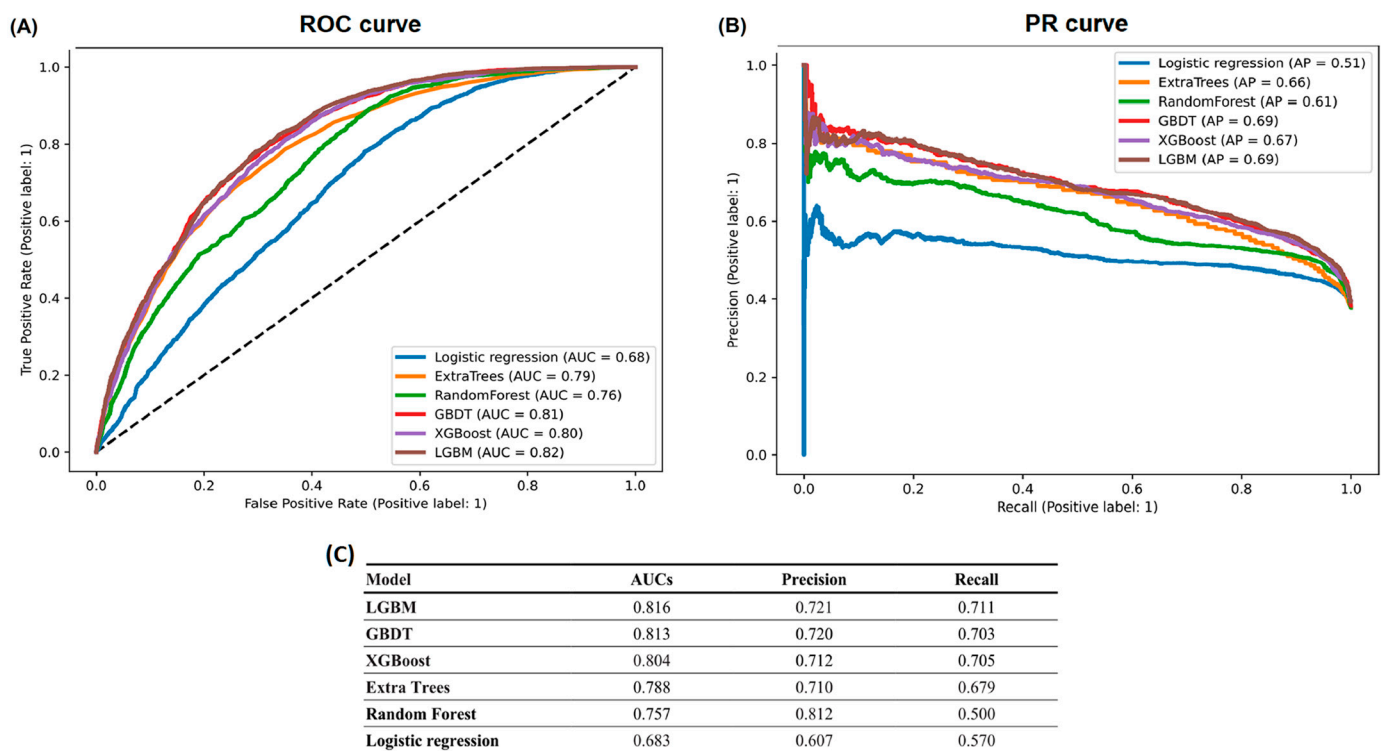 (A)
ROC curve
1.0
0.8
0.6
0.4
0.2
0.0
True Positive Rate (Positive label: 1)
Logistic regression (AUC = 0.68)
ExtraTrees (AUC = 0.79)
RandomForest (AUC = 0.76)
GBDT (AUC = 0.81)
XGBoost (AUC = 0.80)
LGBM (AUC = 0.82)
0.0 0.2 0.4 0.6 0.8 1.0
False Positive Rate (Positive label: 1)
(B)
PR curve
1.0
0.8
0.6
0.4
0.2
0.0
Precision (Positive label: 1)
Logistic regression (AP = 0.51)
ExtraTrees (AP = 0.66)
RandomForest (AP = 0.61)
GBDT (AP = 0.69)
XGBoost (AP = 0.67)
LGBM (AP = 0.69)
0.0 0.2 0.4 0.6 0.8 1.0
Recall (Positive label: 1)
(C)
Model AUCs Precision Recall
LGBM 0.816 0.721 0.711
GBDT 0.813 0.720 0.703
XGBoost 0.804 0.712 0.705
Extra Trees 0.788 0.710 0.679
Random Forest 0.757 0.812 0.500
Logistic regression 0.683 0.607 0.570